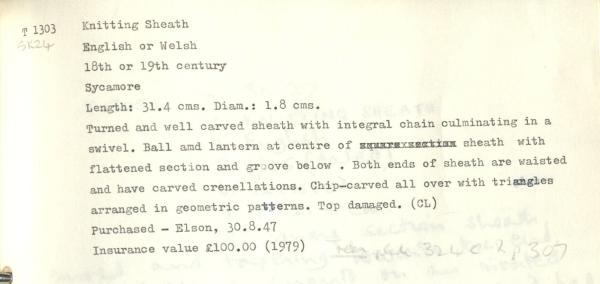 T 1303 Knitting Sheath
SK24 English or Welsh
18th or 19th century
Sycamore
Length: 31.4 cms. Diam.: 1.8 cms.
Turned and well carved sheath with integral chain culminating in a
swivel. Ball amd lantern at centre of square section sheath with
flattened section and groove below . Both ends of sheath are waisted
and have carved crenellations. Chip-carved all over with triangles
arranged in geometric patterns. Top damaged. (CL)
Purchased - Elson, 30.8.47
Insurance value £100.00 (1979)